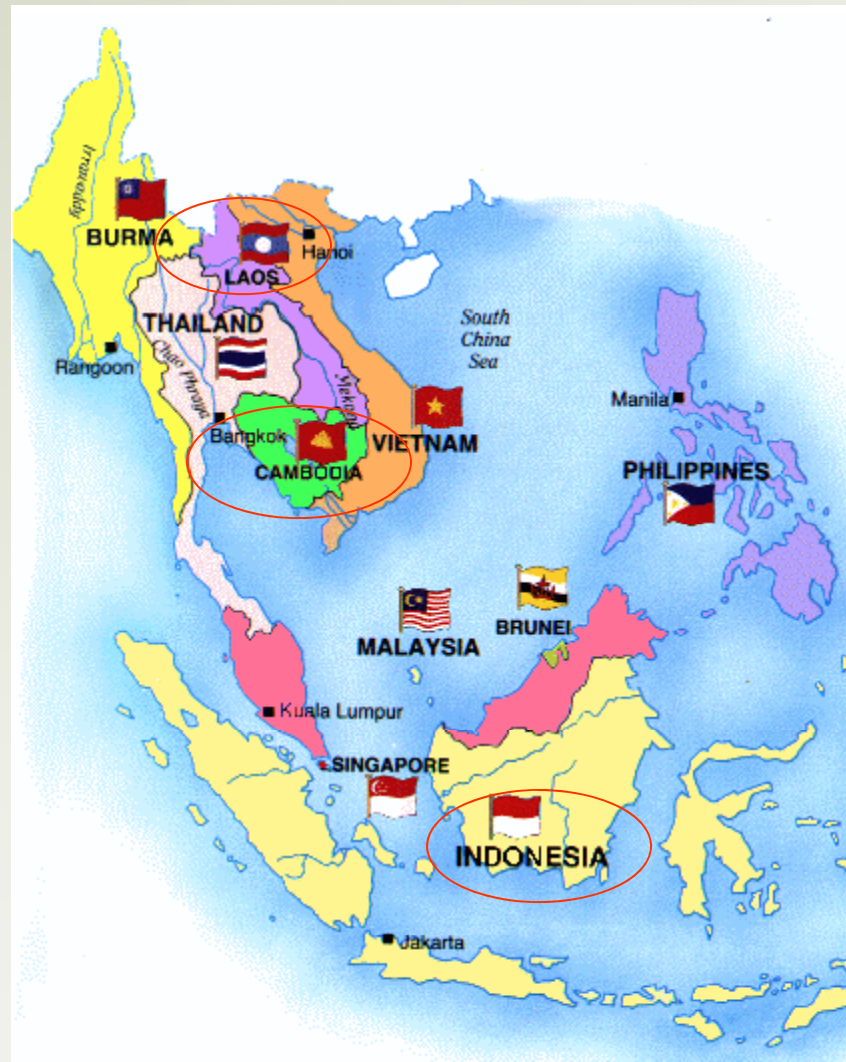 Irraweddy
BURMA
Hanoi
LAOS
THAILAND
South
China
Sea
Rangoon
Chao Phraya
Mekong
Manila
Bangkok
VIETNAM
CAMBODIA
PHILIPPINES
BRUNEI
MALAYSIA
Kuala Lumpur
SINGAPORE
INDONESIA
Jakarta